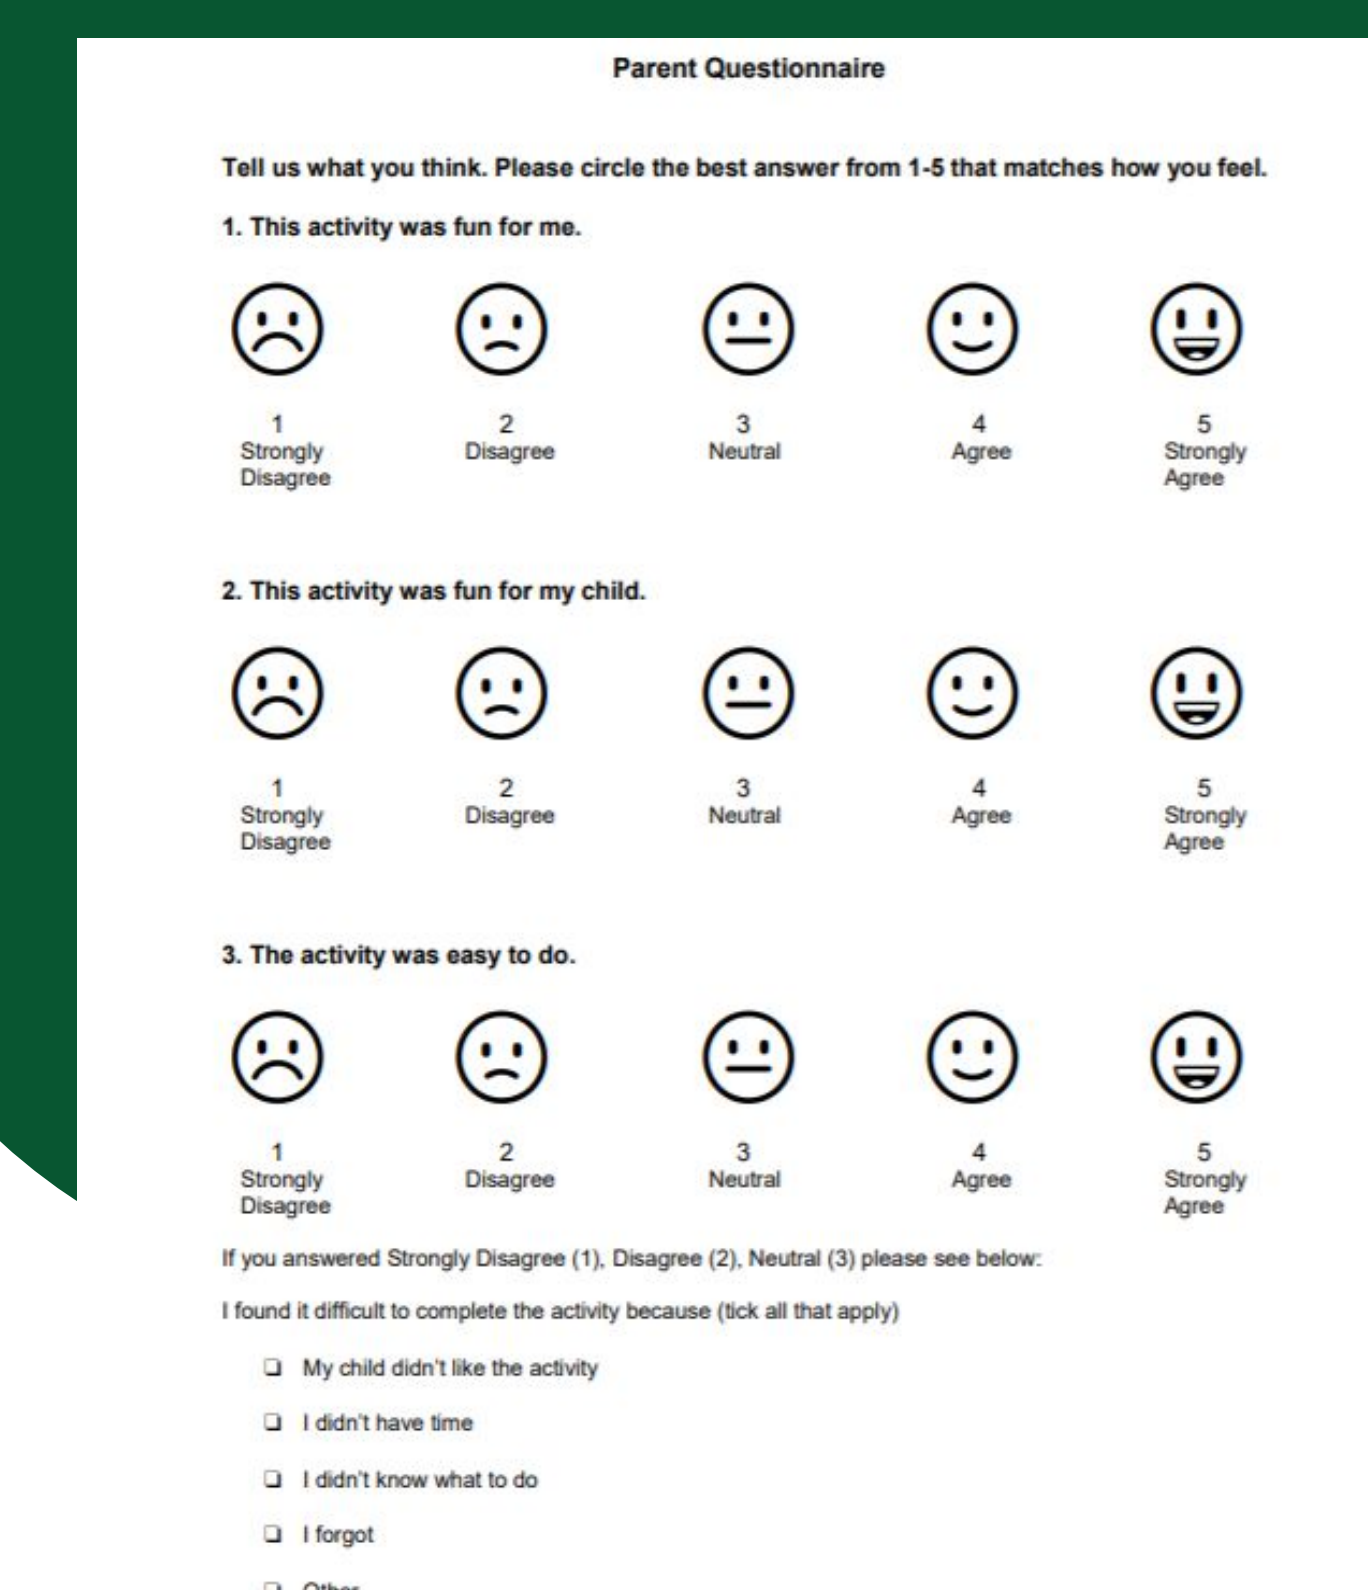 Parent Questionnaire
Tell us what you think. Please circle the best answer from 1-5 that matches how you feel.
1. This activity was fun for me.
1 2 3 4 5
Strongly Disagree Neutral Agree Strongly
Disagree Agree
2. This activity was fun for my child.
1 2 3 4 5
Strongly Disagree Neutral Agree Strongly
Disagree Agree
3. The activity was easy to do.
1 2 3 4 5
Strongly Disagree Neutral Agree Strongly
Disagree Agree
If you answered Strongly Disagree (1), Disagree (2), Neutral (3) please see below:
I found it difficult to complete the activity because (tick all that apply)
❏ My child didn't like the activity
❏ I didn't have time
❏ I didn't know what to do
❏ I forgot
❏ Other